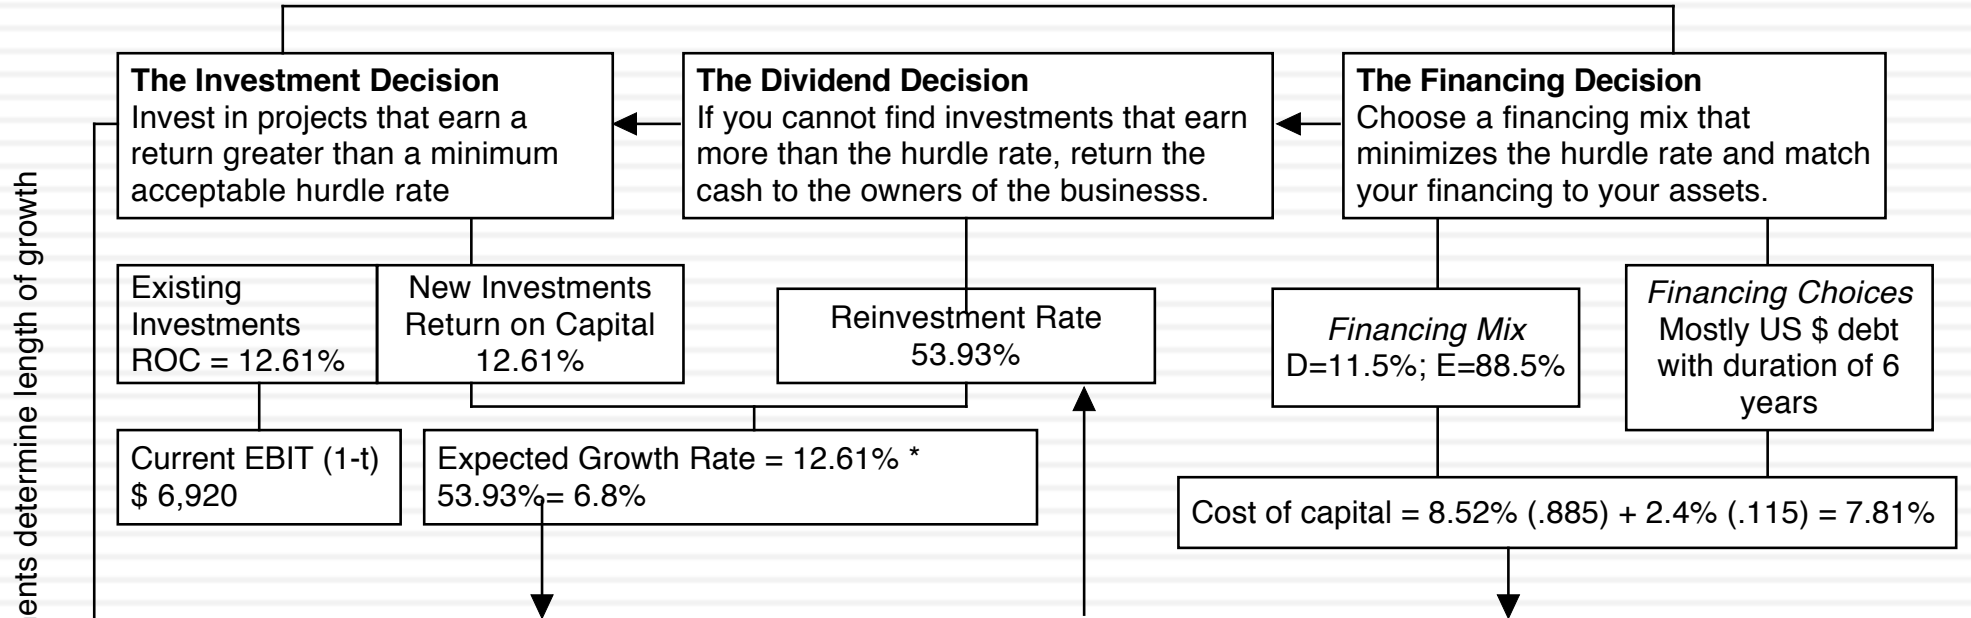 The Investment Decision
Invest in projects that earn a
return greater than a minimum
acceptable hurdle rate
The Dividend Decision
If you cannot find investments that earn
more than the hurdle rate, return the
cash to the owners of the businesss.
The Financing Decision
Choose a financing mix that
minimizes the hurdle rate and match
your financing to your assets.
Existing
Investments
ROC = 12.61%
New Investments
Return on Capital
12.61%
Reinvestment Rate
53.93%
Financing Mix
D=11.5%; E=88.5%
Financing Choices
Mostly US $ debt
with duration of 6
years
Current EBIT (1-t)
$ 6,920
Expected Growth Rate = 12.61% *
53.93%= 6.8%
Cost of capital = 8.52% (.885) + 2.4% (.115) = 7.81%
determine length of growth